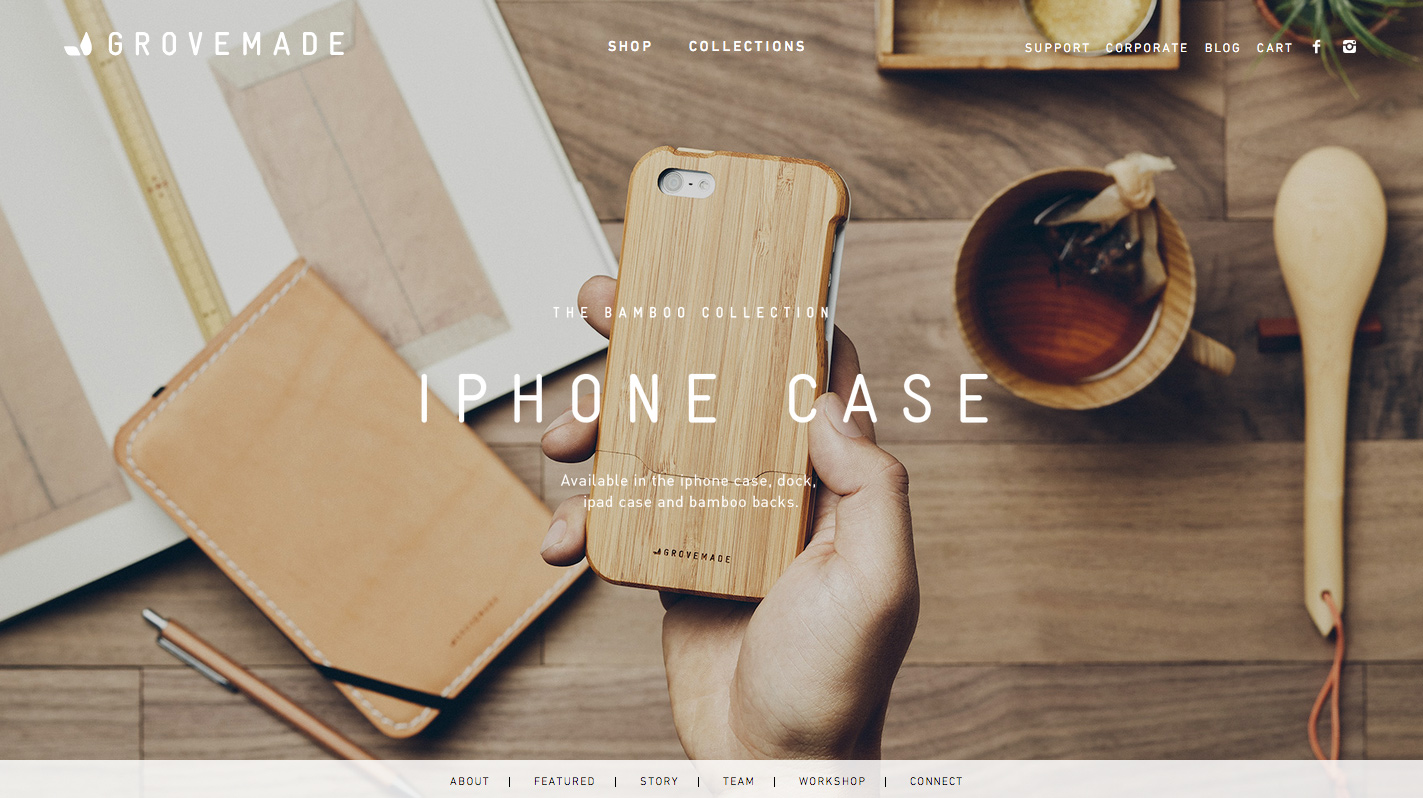 GROVEMADE
SHOP COLLECTIONS
SUPPORT CORPORATE BLOG CART
THE BAMBOO COLLECTION
IPHONE CASE
Available in the iphone case, dock,
ipad case and bamboo backs.
GROVEMADE
GROVEMADE
ABOUT | FEATURED | STORY | TEAM | WORKSHOP | CONNECT